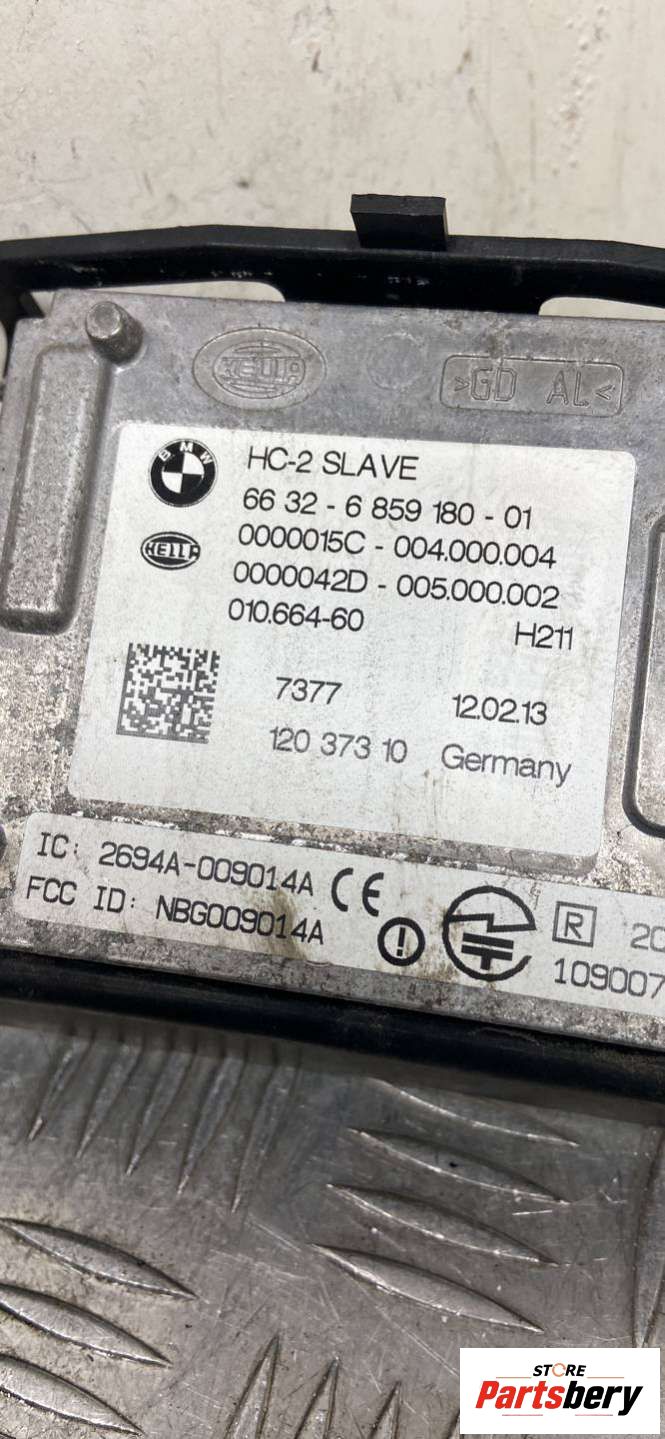 HELLA
>GD AL<
BMW
HC-2 SLAVE
66 32 - 6 859 180 - 01
HELLA
0000015C - 004.000.004
0000042D - 005.000.002
010.664-60 H211
7377 12.02.13
120 373 10 Germany
IC: 2694A-009014A CE
FCC ID: NBG009014A
R 20
109007
STORE
Partsbery